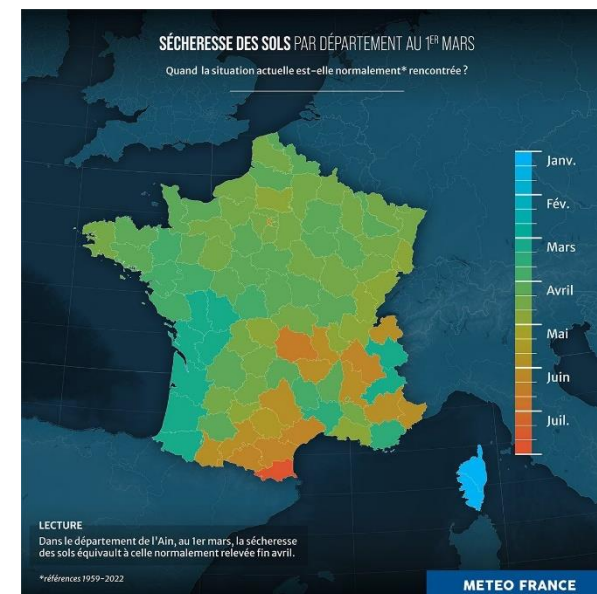 SÉCHERESSE DES SOLS PAR DÉPARTEMENT AU 1ER MARS
Quand la situation actuelle est-elle normalement* rencontrée ?
Janv.
Fév.
Mars
Avril
Mai
Juin
Juil.
LECTURE
Dans le département de l'Ain, au 1er mars, la sécheresse
des sols équivault à celle normalement relevée fin avril.
*références 1959-2022
METEO FRANCE